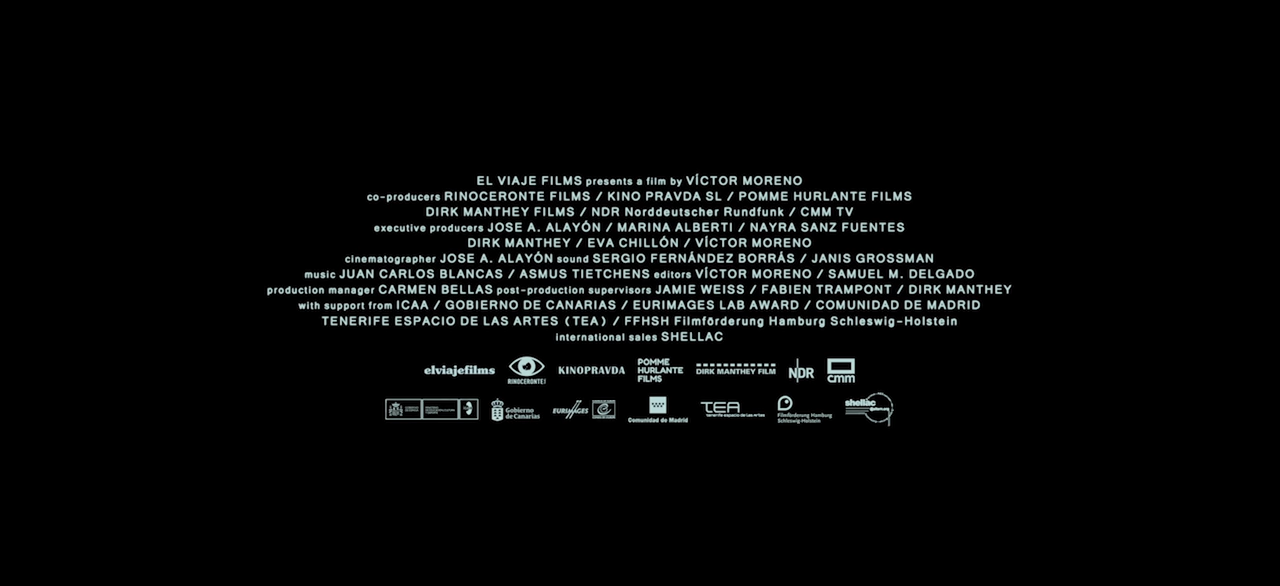 EL VIAJE FILMS presents a film by VÍCTOR MORENO
co-producers RINOCERONTE FILMS / KINO PRAVDA SL / POMME HURLANTE FILMS
DIRK MANTHEY FILMS / NDR Norddeutscher Rundfunk / CMM TV
executive producers JOSE A. ALAYÓN / MARINA ALBERTI / NAYRA SANZ FUENTES
DIRK MANTHEY / EVA CHILLÓN / VÍCTOR MORENO
cinematographer JOSE A. ALAYÓN sound SERGIO FERNÁNDEZ BORRÁS / JANIS GROSSMAN
music JUAN CARLOS BLANCAS / ASMUS TIETCHENS editors VÍCTOR MORENO / SAMUEL M. DELGADO
production manager CARMEN BELLAS post-production supervisors JAMIE WEISS / FABIEN TRAMPONT / DIRK MANTHEY
with support from ICAA / GOBIERNO DE CANARIAS / EURIMAGES LAB AWARD / COMUNIDAD DE MADRID
TENERIFE ESPACIO DE LAS ARTES (TEA) / FFHSH Filmförderung Hamburg Schleswig-Holstein
international sales SHELLAC
elviajefilms
RINOCERONTE!
KINOPRAVDA
POMME
HURLANTE
FILMS
DIRK MANTHEY FILM
NDR
cmm
Gobierno
de Canarias
EURIMAGES
Comunidad de Madrid
TEA
tenerife espacio de las artes
Filmförderung Hamburg
Schleswig-Holstein
shellac